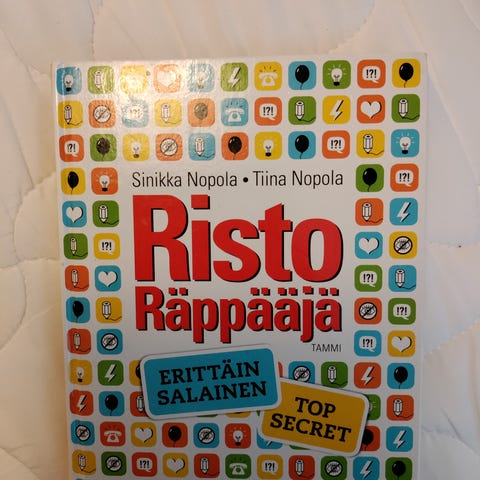 Sinikka Nopola • Tiina Nopola
Risto
Räppääjä
TAMMI
ERITTÄIN
SALAINEN
TOP
SECRET